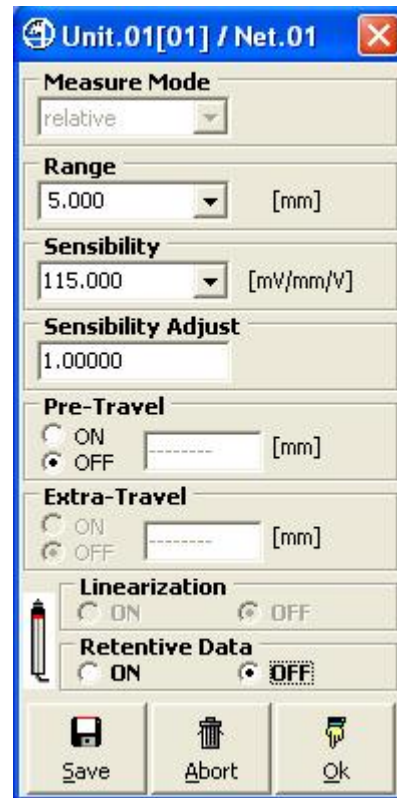 Unit.01[01] / Net.01
Measure Mode
relative
Range
5.000 [mm]
Sensibility
115.000 [mV/mm/V]
Sensibility Adjust
1.00000
Pre-Travel
ON
OFF -------- [mm]
Extra-Travel
ON
OFF -------- [mm]
Linearization
ON OFF
Retentive Data
ON OFF
Save Abort Ok